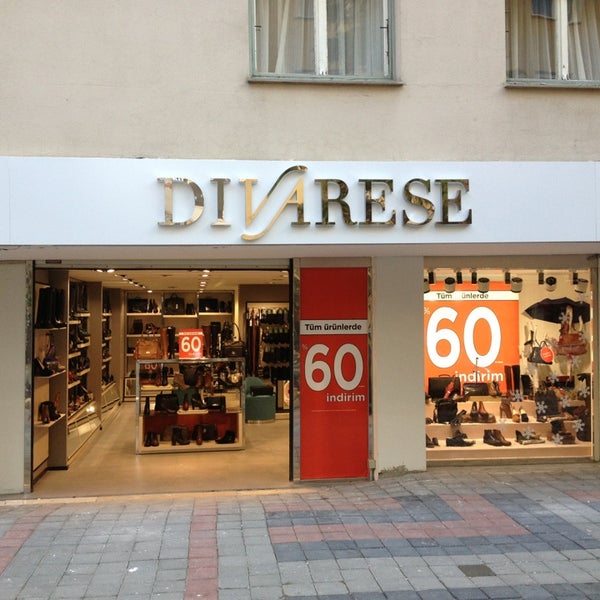 DIVARESE
60
Tüm ürünlerde
%60
indirim
Tüm ürünlerde
%60
indirim